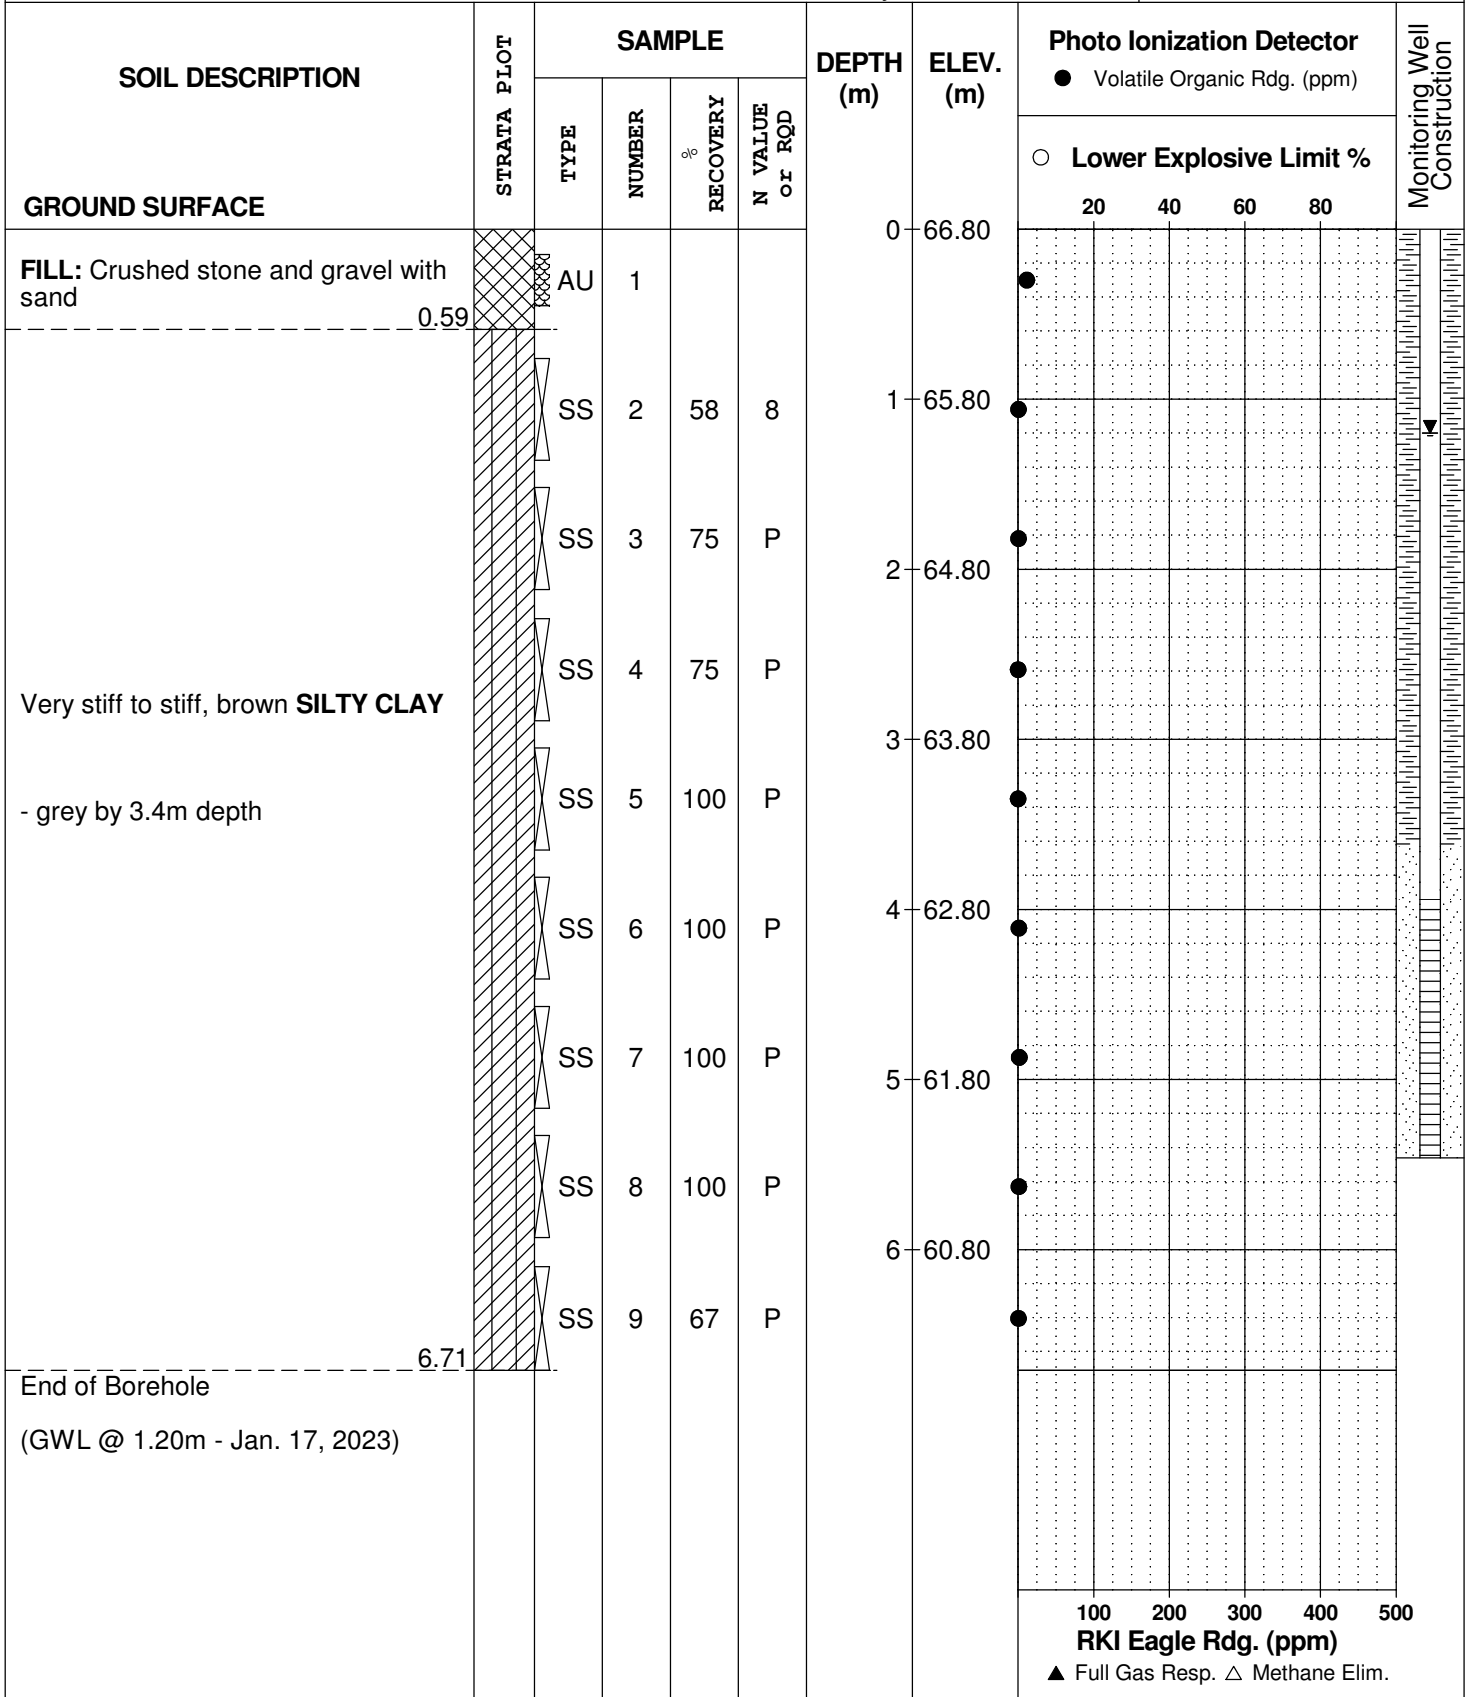 SOIL DESCRIPTION
GROUND SURFACE
STRATA PLOT
SAMPLE
TYPE
NUMBER
%
RECOVERY
N VALUE
or RQD
DEPTH
(m)
ELEV.
(m)
Photo Ionization Detector
● Volatile Organic Rdg. (ppm)
○ Lower Explosive Limit %
20 40 60 80
Monitoring Well
Construction
0 66.80
FILL: Crushed stone and gravel with
sand
0.59
AU 1
SS 2 58 8
1 65.80
SS 3 75 P
2 64.80
SS 4 75 P
Very stiff to stiff, brown SILTY CLAY
3 63.80
SS 5 100 P
- grey by 3.4m depth
4 62.80
SS 6 100 P
SS 7 100 P
5 61.80
SS 8 100 P
6 60.80
SS 9 67 P
6.71
End of Borehole
(GWL @ 1.20m - Jan. 17, 2023)
100 200 300 400 500
RKI Eagle Rdg. (ppm)
▲ Full Gas Resp. △ Methane Elim.